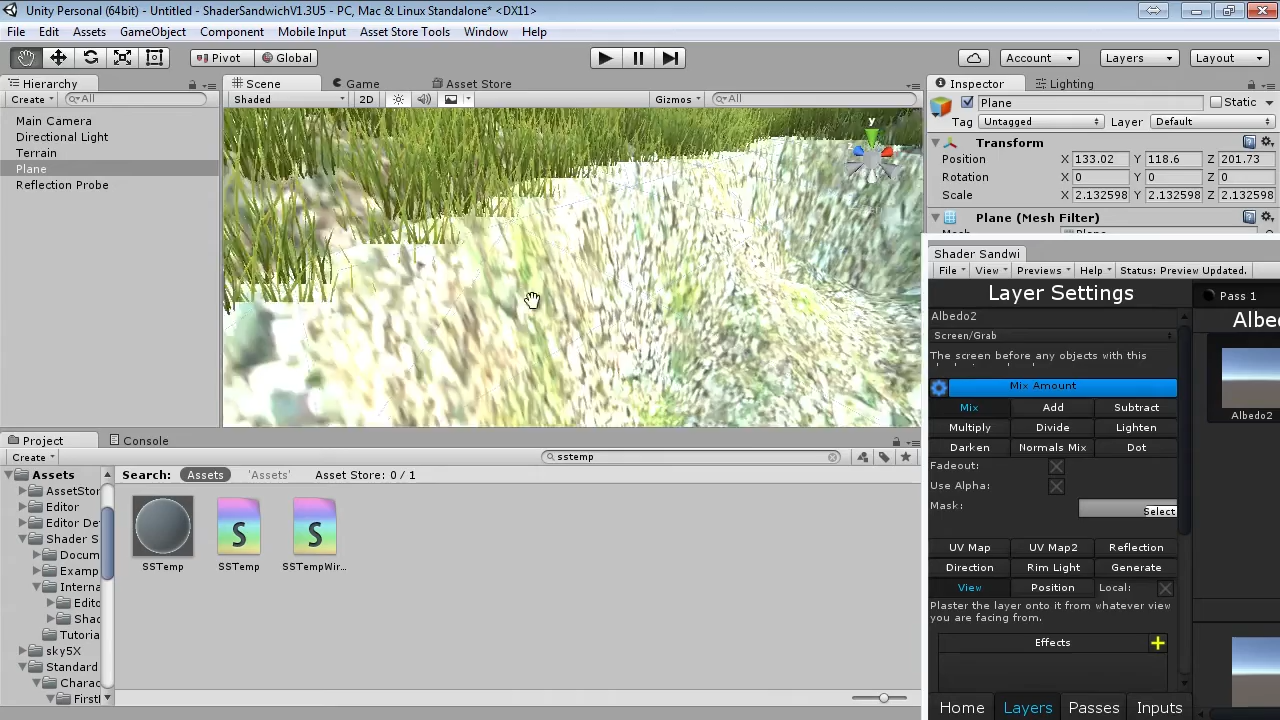 Unity Personal (64bit) - Untitled - ShaderSandwichV1.3U5 - PC, Mac & Linux Standalone* <DX11>
File Edit Assets GameObject Component Mobile Input Asset Store Tools Window Help
Pivot Global Account Layers Layout
Hierarchy
Create All
Main Camera
Directional Light
Terrain
Plane
Reflection Probe
Scene Game Asset Store
Shaded 2D Gizmos All
y
Inspector Lighting
Plane Static
Tag Untagged Layer Default
Transform
Position X 133.02 Y 118.6 Z 201.73
Rotation X 0 Y 0 Z 0
Scale X 2.132598 Y 2.132598 Z 2.132598
Plane (Mesh Filter)
Shader Sandwi
File View Previews Help Status: Preview Updated.
Layer Settings
Albedo2
Screen/Grab
The screen before any objects with this
Mix Amount
Mix Add Subtract
Multiply Divide Lighten
Darken Normals Mix Dot
Fadeout:
Use Alpha:
Mask: Select
UV Map UV Map2 Reflection
Direction Rim Light Generate
View Position Local:
Plaster the layer onto it from whatever view
you are facing from.
Effects
Home Layers Passes Inputs
Pass 1
Albe
Albedo2
Project Console
Create sstemp
Assets
AssetStor
Editor
Editor De
Shader S
Docum
Examp
Interna
Edito
Shad
Tutoria
sky5X
Standard
Charac
FirstI
Search: Assets 'Assets' Asset Store: 0 / 1
SSTemp SSTemp SSTempWir...